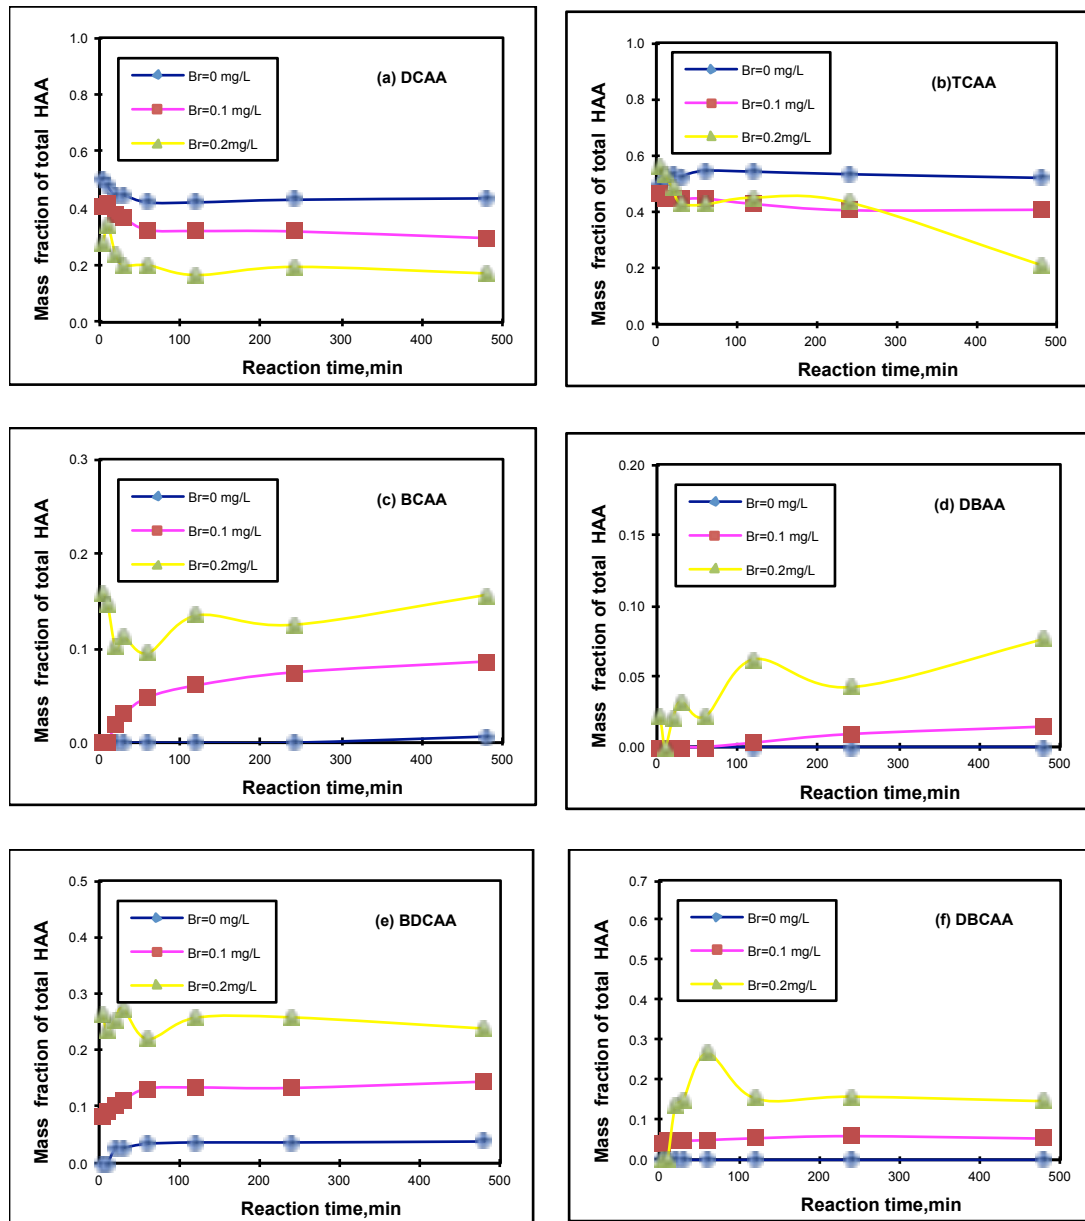 Mass fraction of total HAA
1.0
0.8
0.6
0.4
0.2
0.0
Br=0 mg/L
Br=0.1 mg/L
Br=0.2mg/L
(a) DCAA
0 100 200 300 400 500
Reaction time,min
Mass fraction of total HAA
1.0
0.8
0.6
0.4
0.2
0.0
Br=0 mg/L
Br=0.1 mg/L
Br=0.2mg/L
(b)TCAA
0 100 200 300 400 500
Reaction time,min
Mass fraction of total HAA
0.3
0.2
0.1
0.0
Br=0 mg/L
Br=0.1 mg/L
Br=0.2mg/L
(c) BCAA
0 100 200 300 400 500
Reaction time,min
Mass fraction of total HAA
0.20
0.15
0.10
0.05
0.00
Br=0 mg/L
Br=0.1 mg/L
Br=0.2mg/L
(d) DBAA
0 100 200 300 400 500
Reaction time,min
Mass fraction of total HAA
0.5
0.4
0.3
0.2
0.1
0.0
Br=0 mg/L
Br=0.1 mg/L
Br=0.2mg/L
(e) BDCAA
0 100 200 300 400 500
Reaction time,min
Mass fraction of total HAA
0.7
0.6
0.5
0.4
0.3
0.2
0.1
0.0
Br=0 mg/L
Br=0.1 mg/L
Br=0.2mg/L
(f) DBCAA
0 100 200 300 400 500
Reaction time,min